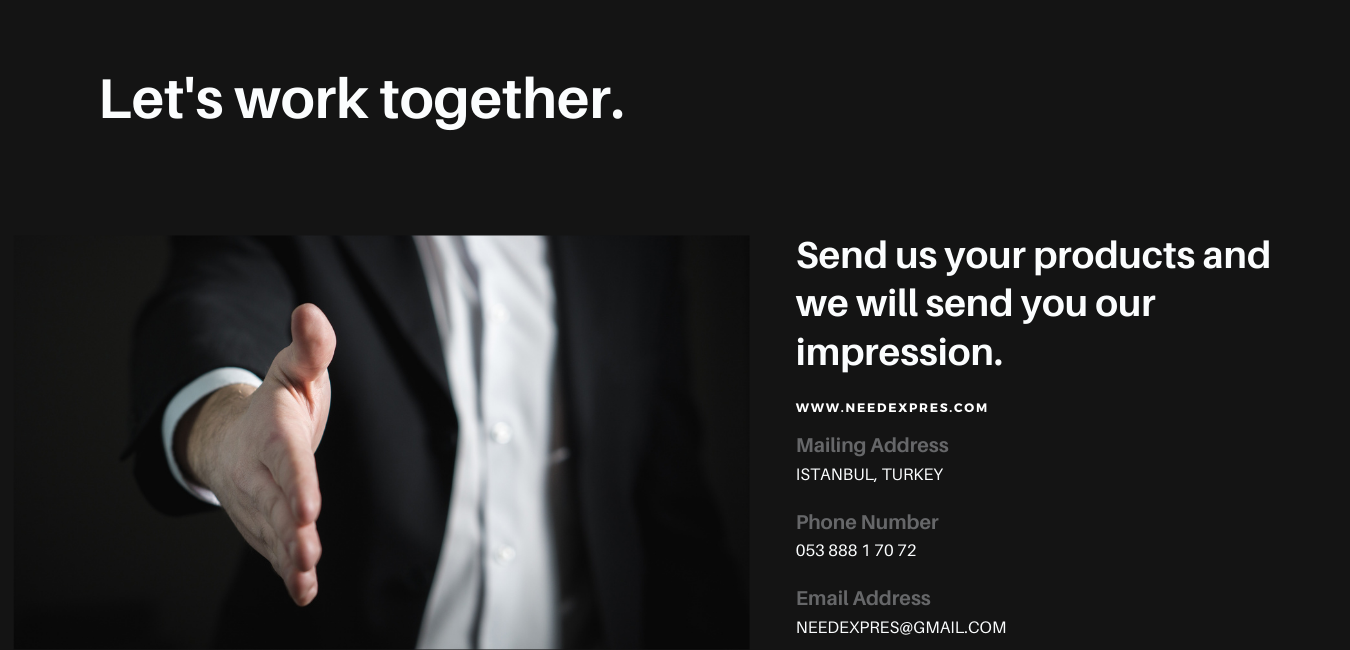 Let's work together.
Send us your products and
we will send you our
impression.
WWW.NEEDEXPRES.COM
Mailing Address
ISTANBUL, TURKEY
Phone Number
053 888 1 70 72
Email Address
NEEDEXPRES@GMAIL.COM